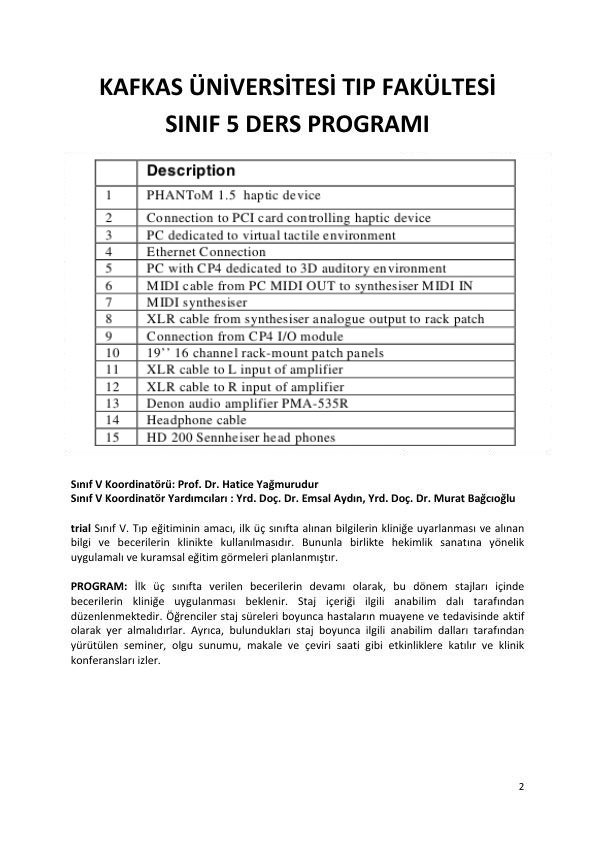 KAFKAS ÜNİVERSİTESİ TIP FAKÜLTESİ
SINIF 5 DERS PROGRAMI
Description
1 PHANToM 1.5 haptic device
2 Connection to PCI card controlling haptic device
3 PC dedicated to virtual tactile environment
4 Ethernet Connection
5 PC with CP4 dedicated to 3D auditory environment
6 MIDI cable from PC MIDI OUT to synthesiser MIDI IN
7 MIDI synthesiser
8 XLR cable from synthesiser analogue output to rack patch
9 Connection from CP4 I/O module
10 19’’ 16 channel rack-mount patch panels
11 XLR cable to L input of amplifier
12 XLR cable to R input of amplifier
13 Denon audio amplifier PMA-535R
14 Headphone cable
15 HD 200 Sennheiser head phones
Sınıf V Koordinatörü: Prof. Dr. Hatice Yağmurudur
Sınıf V Koordinatör Yardımcıları : Yrd. Doç. Dr. Emsal Aydın, Yrd. Doç. Dr. Murat Bağcıoğlu
trial Sınıf V. Tıp eğitiminin amacı, ilk üç sınıfta alınan bilgilerin kliniğe uyarlanması ve alınan
bilgi ve becerilerin klinikte kullanılmasıdır. Bununla birlikte hekimlik sanatına yönelik
uygulamalı ve kuramsal eğitim görmeleri planlanmıştır.
PROGRAM: İlk üç sınıfta verilen becerilerin devamı olarak, bu dönem stajları içinde
becerilerin kliniğe uygulanması beklenir. Staj içeriği ilgili anabilim dalı tarafından
düzenlenmektedir. Öğrenciler staj süreleri boyunca hastaların muayene ve tedavisinde aktif
olarak yer almalıdırlar. Ayrıca, bulundukları staj boyunca ilgili anabilim dalları tarafından
yürütülen seminer, olgu sunumu, makale ve çeviri saati gibi etkinliklere katılır ve klinik
konferansları izler.
2